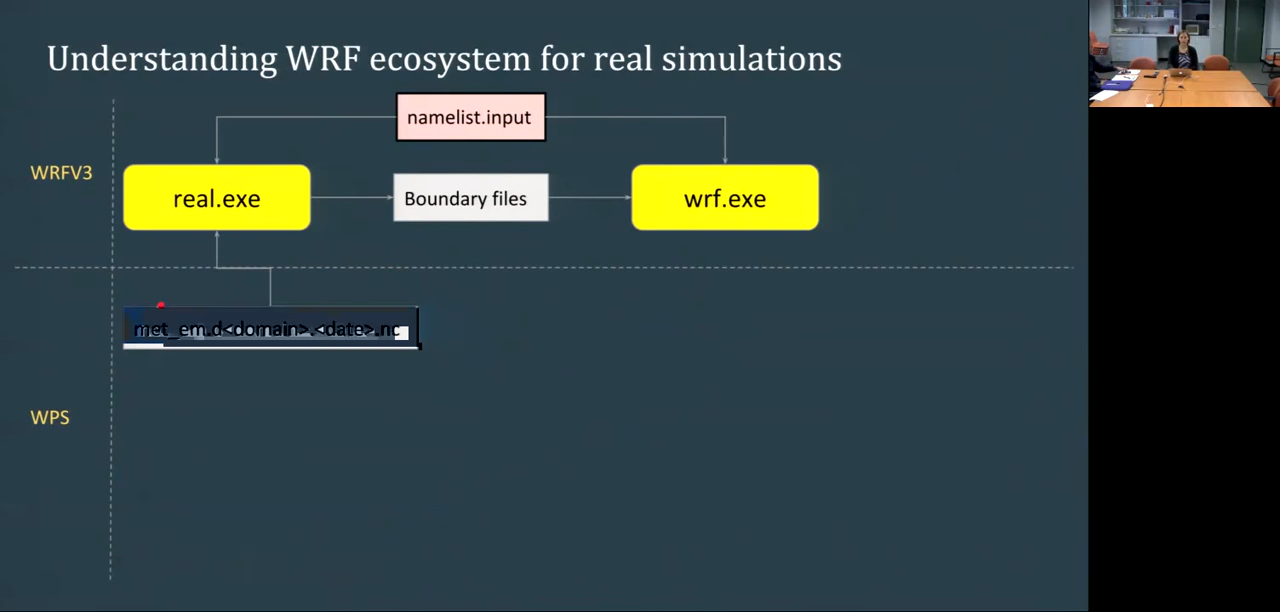 Understanding WRF ecosystem for real simulations
namelist.input
WRFV3
real.exe
Boundary files
wrf.exe
met_em.d<domain>.<date>.nc
WPS